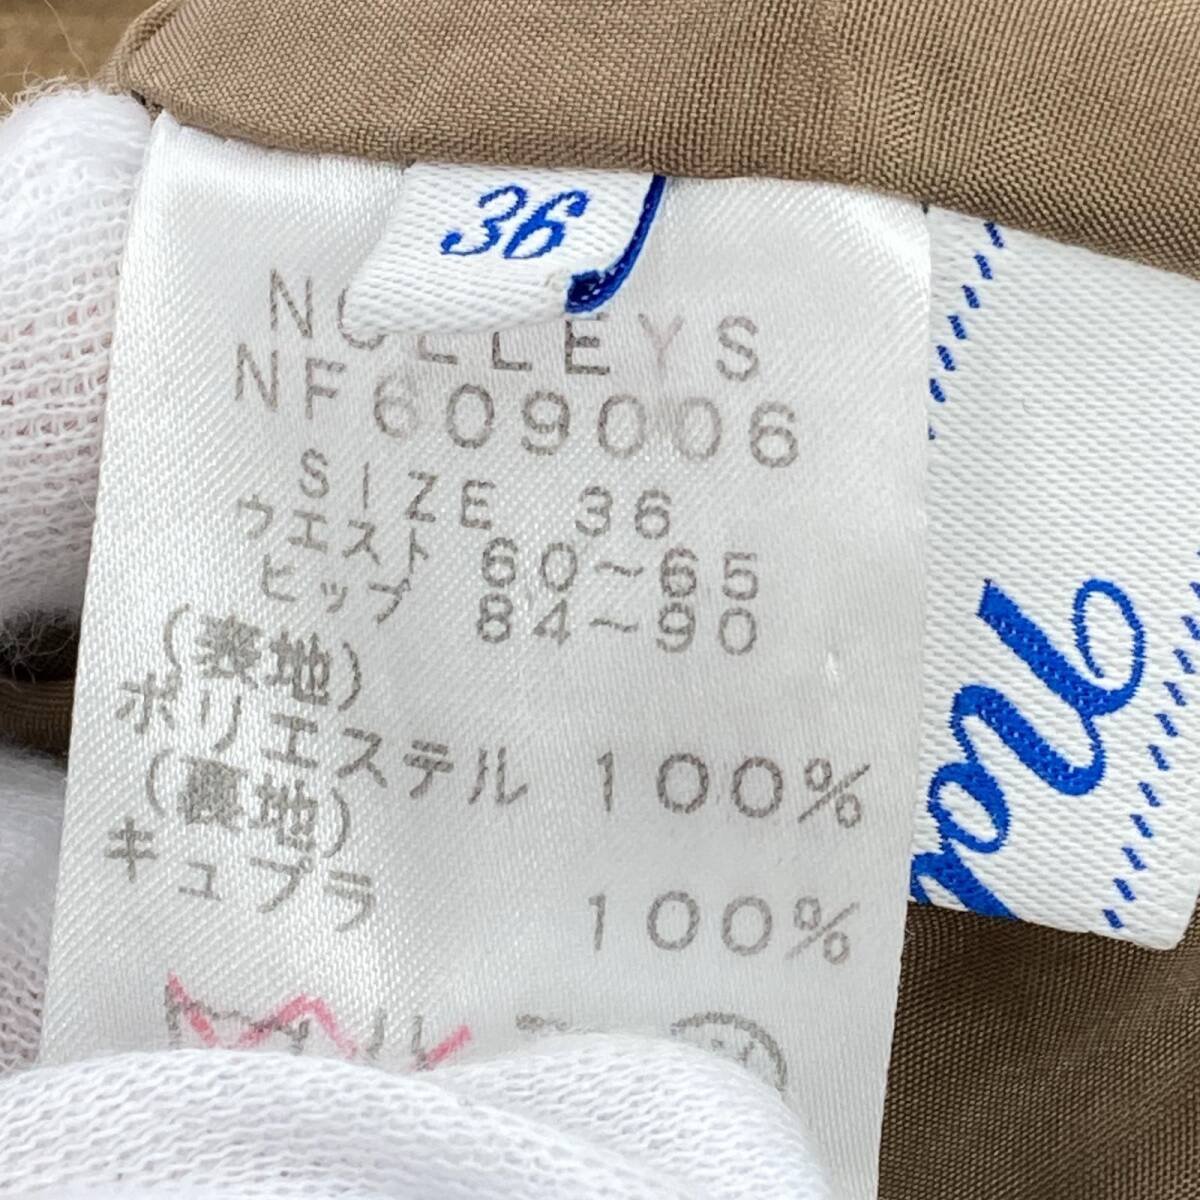 36
NOLLEYS
NF609006
SIZE 36
ウエスト 60~65
ヒップ 84~90
(表地)
ポリエステル 100%
(裏地)
キュプラ 100%